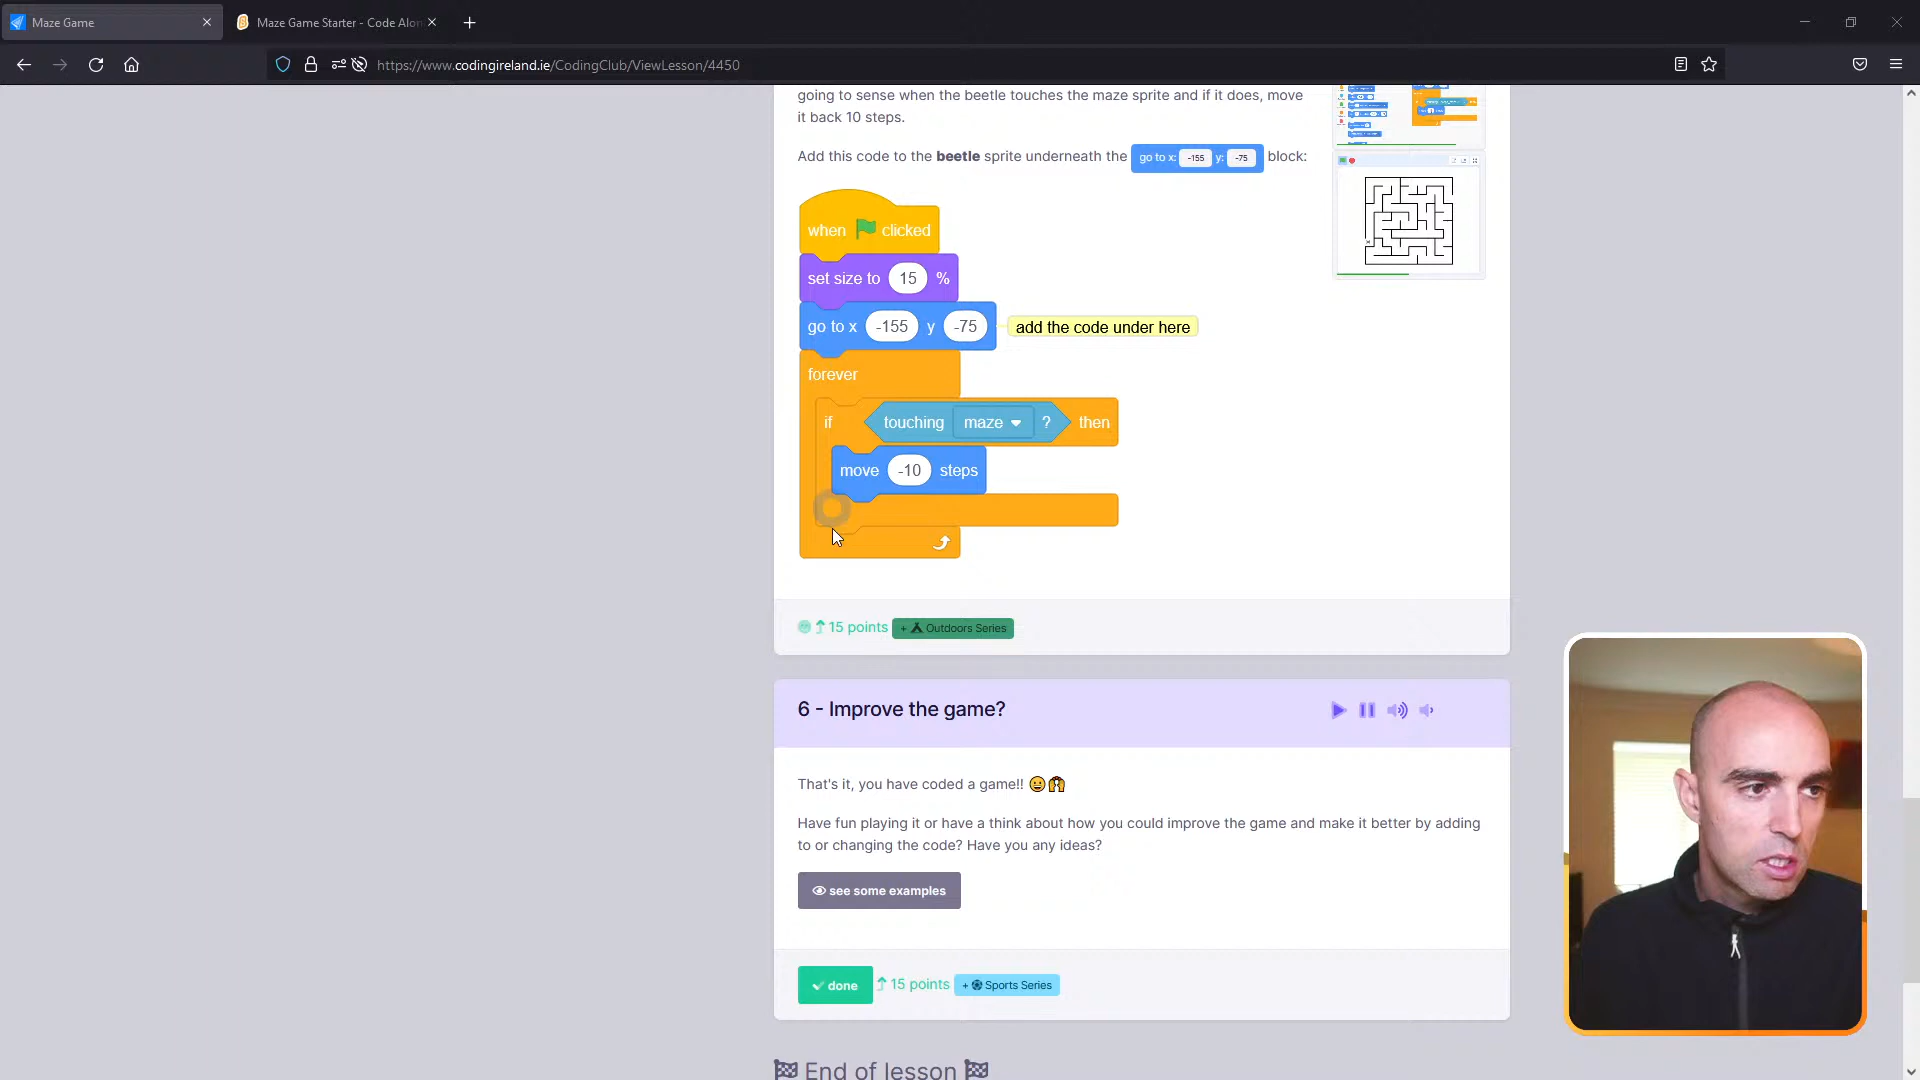 Maze Game
Maze Game Starter - Code Alon
https://www.codingireland.ie/CodingClub/ViewLesson/4450
going to sense when the beetle touches the maze sprite and if it does, move
it back 10 steps.
Add this code to the beetle sprite underneath the go to x: -155 y: -75 block:
when clicked
set size to 15 %
go to x -155 y -75 add the code under here
forever
if touching maze ? then
move -10 steps
15 points + Outdoors Series
6 - Improve the game?
That's it, you have coded a game!!
Have fun playing it or have a think about how you could improve the game and make it better by adding
to or changing the code? Have you any ideas?
see some examples
done 15 points + Sports Series
End of lesson